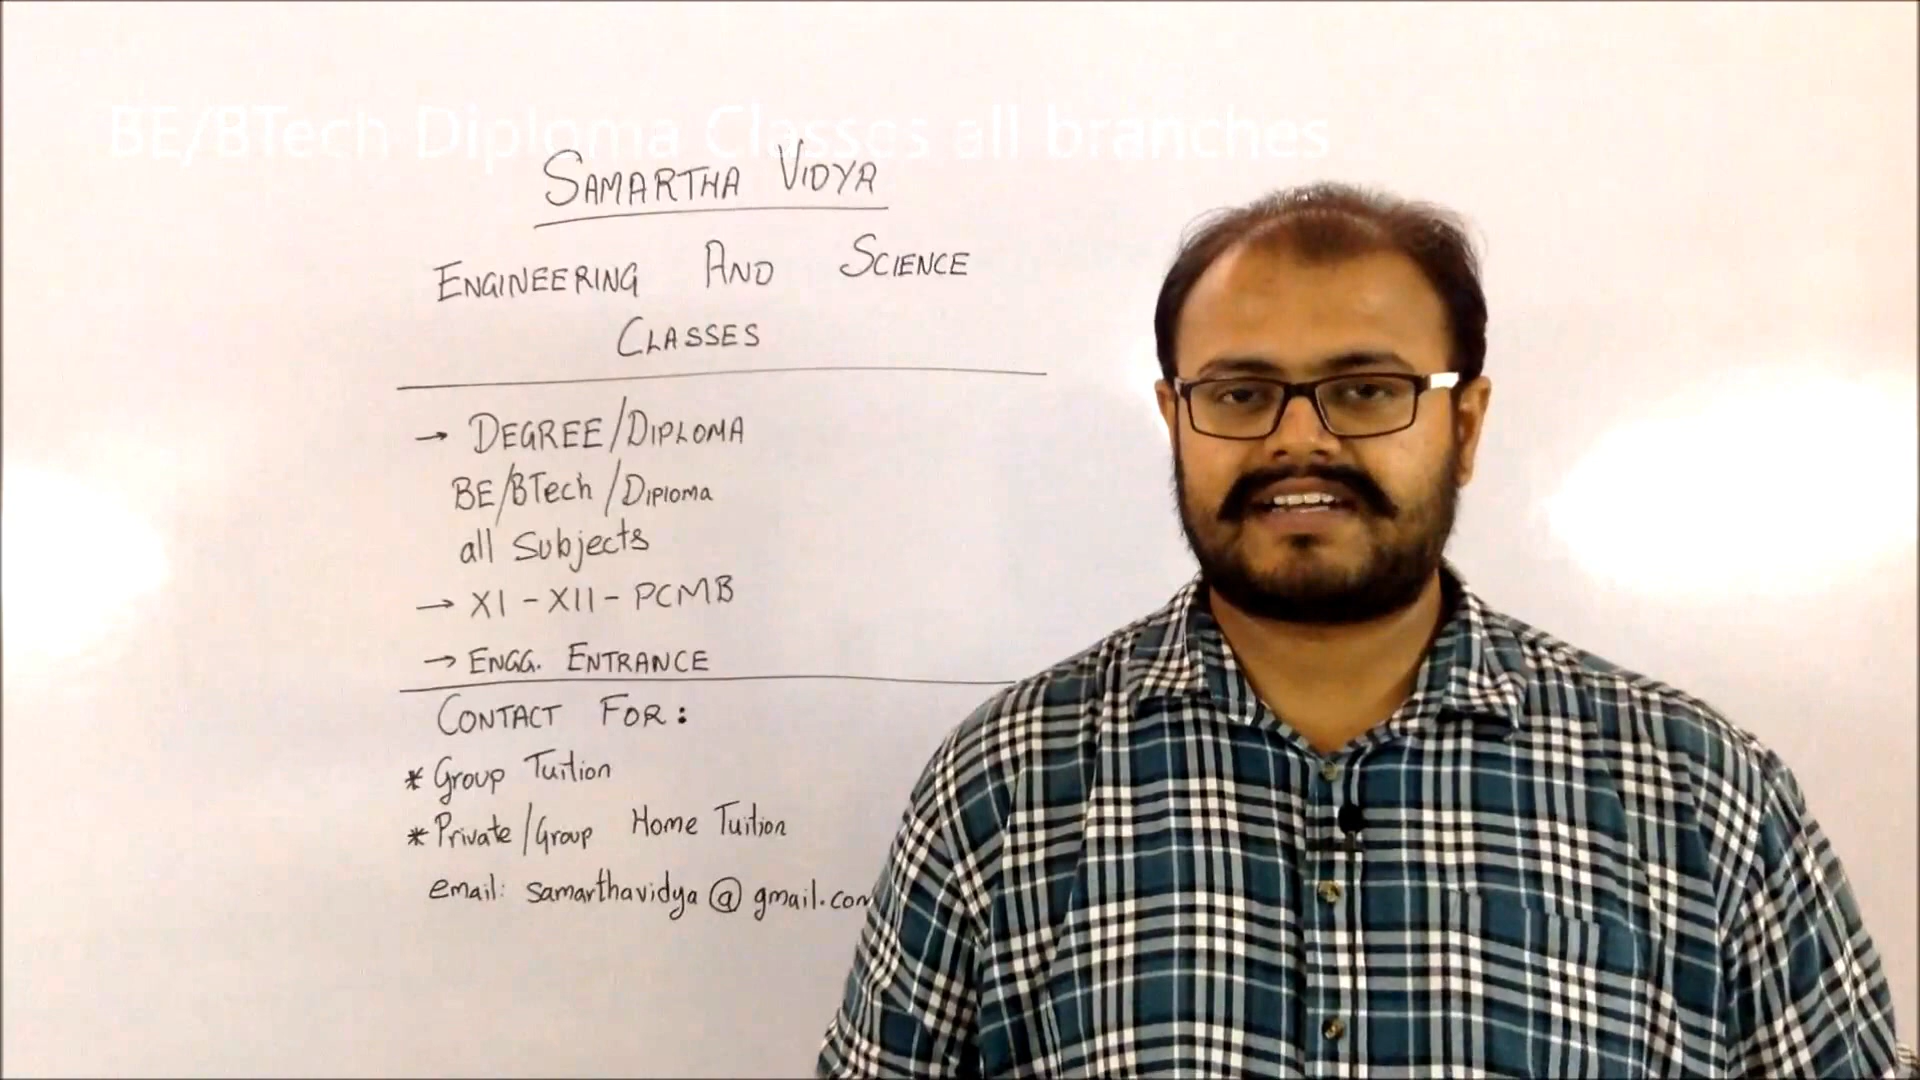 BE/BTech Diploma Classes all branches
SAMARTHA VIDYA
ENGINEERING AND SCIENCE
CLASSES
→ DEGREE/DIPLOMA
BE/BTech/DIPLOMA
all Subjects
→ XI - XII - PCMB
→ ENGG. ENTRANCE
CONTACT FOR:
* Group Tuition
* Private/Group Home Tuition
email: samarthavidya@gmail.com